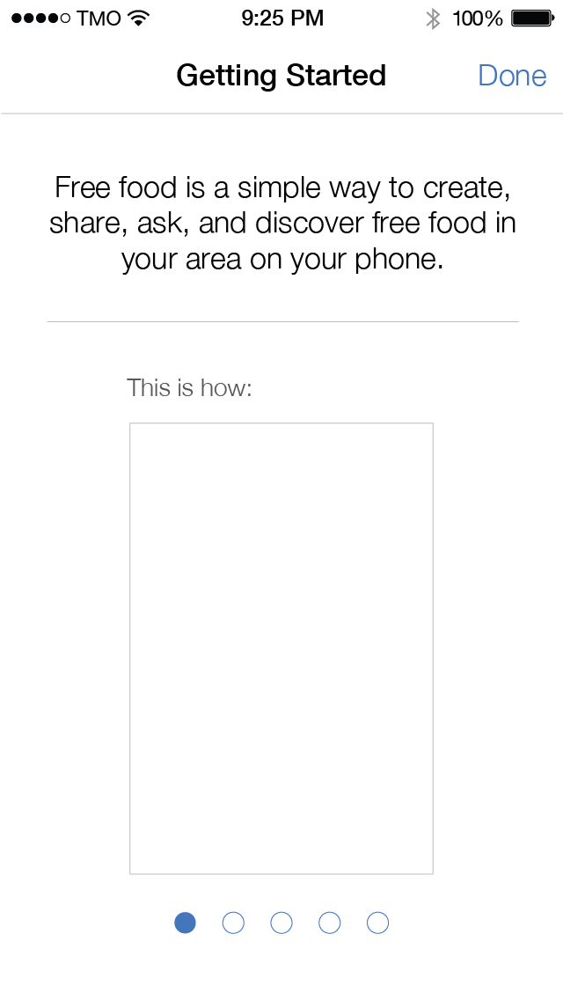 TMO 9:25 PM 100%
Getting Started Done
Free food is a simple way to create,
share, ask, and discover free food in
your area on your phone.
This is how: